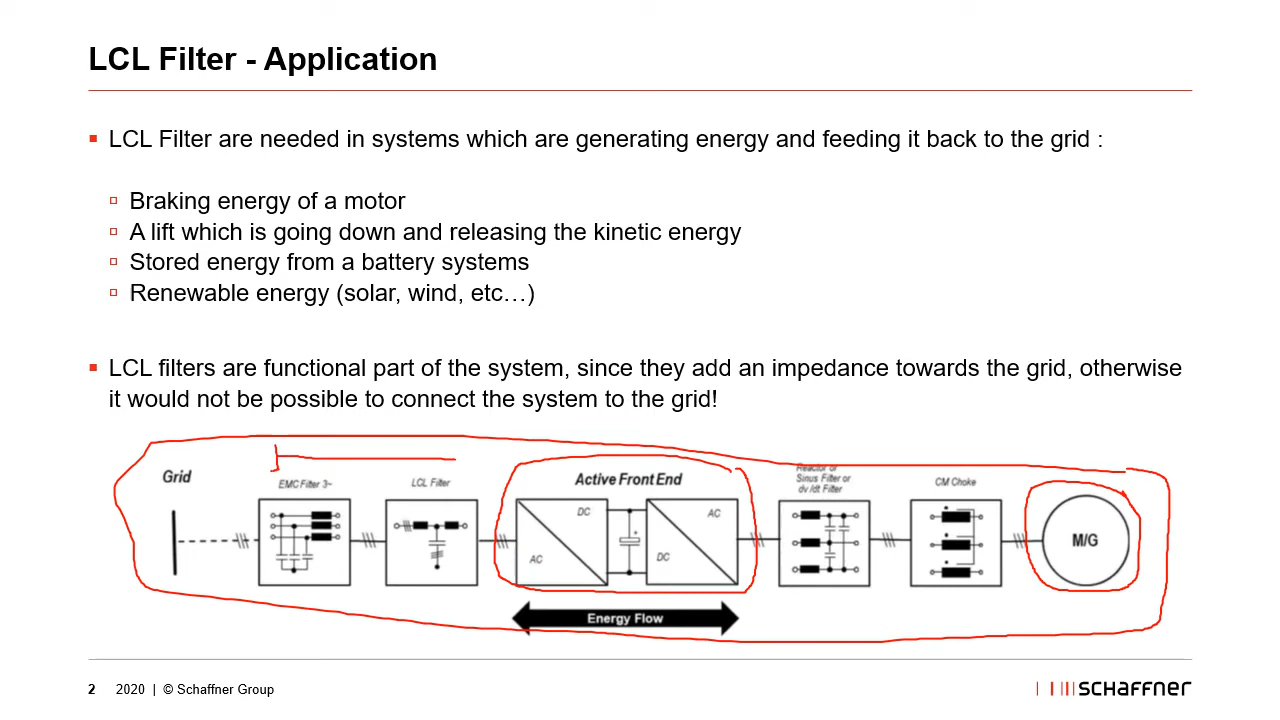 LCL Filter - Application
LCL Filter are needed in systems which are generating energy and feeding it back to the grid :
Braking energy of a motor
A lift which is going down and releasing the kinetic energy
Stored energy from a battery systems
Renewable energy (solar, wind, etc…)
LCL filters are functional part of the system, since they add an impedance towards the grid, otherwise
it would not be possible to connect the system to the grid!
Grid
EMC Filter 3~
LCL Filter
Active Front End
Reactor or
Sinus Filter or
dv/dt Filter
CM Choke
DC
AC
AC
DC
M/G
Energy Flow
2 2020 | © Schaffner Group
SCHAFFNER